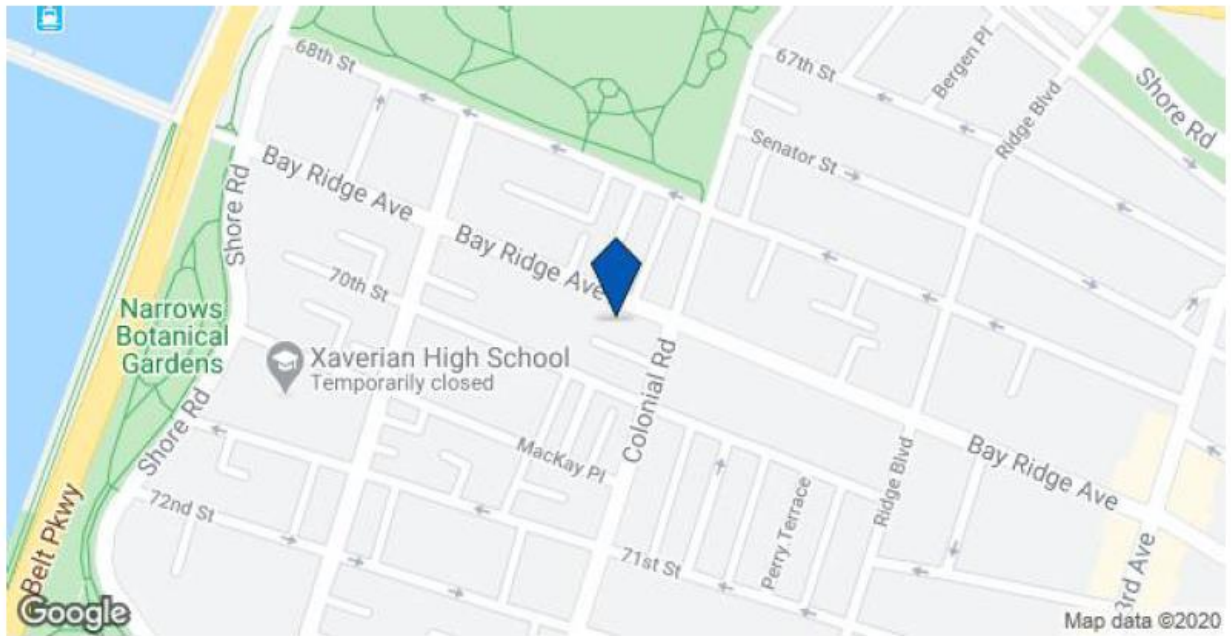 68th St
67th St
Bergen Pl
Ridge Blvd
Shore Rd
Senator St
Bay Ridge Ave
Shore Rd
Bay Ridge Ave
70th St
Narrows
Botanical
Gardens
Xaverian High School
Temporarily closed
Colonial Rd
Shore Rd
MacKay Pl
Bay Ridge Ave
Ridge Blvd
72nd St
Perry Terrace
Belt Pkwy
71st St
3rd Ave
Google
Map data ©2020